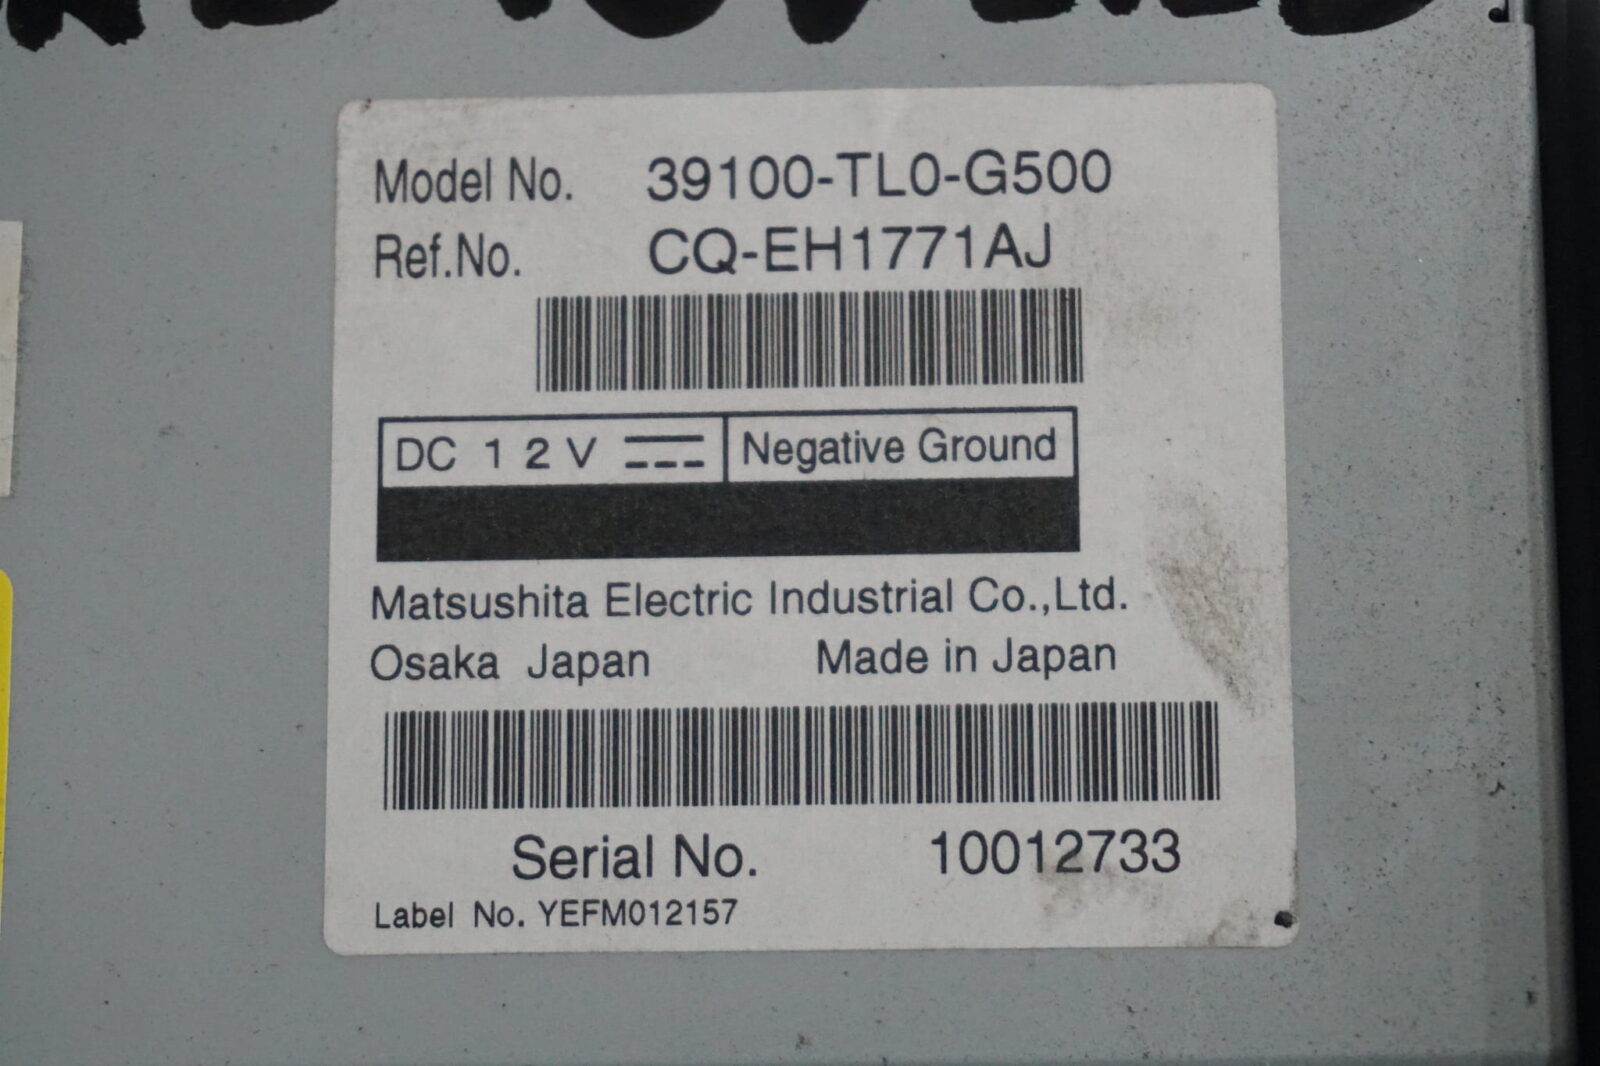 Model No. 39100-TL0-G500
Ref.No. CQ-EH1771AJ
DC 12V Negative Ground
Matsushita Electric Industrial Co.,Ltd.
Osaka Japan Made in Japan
Serial No. 10012733
Label No. YEFM012157